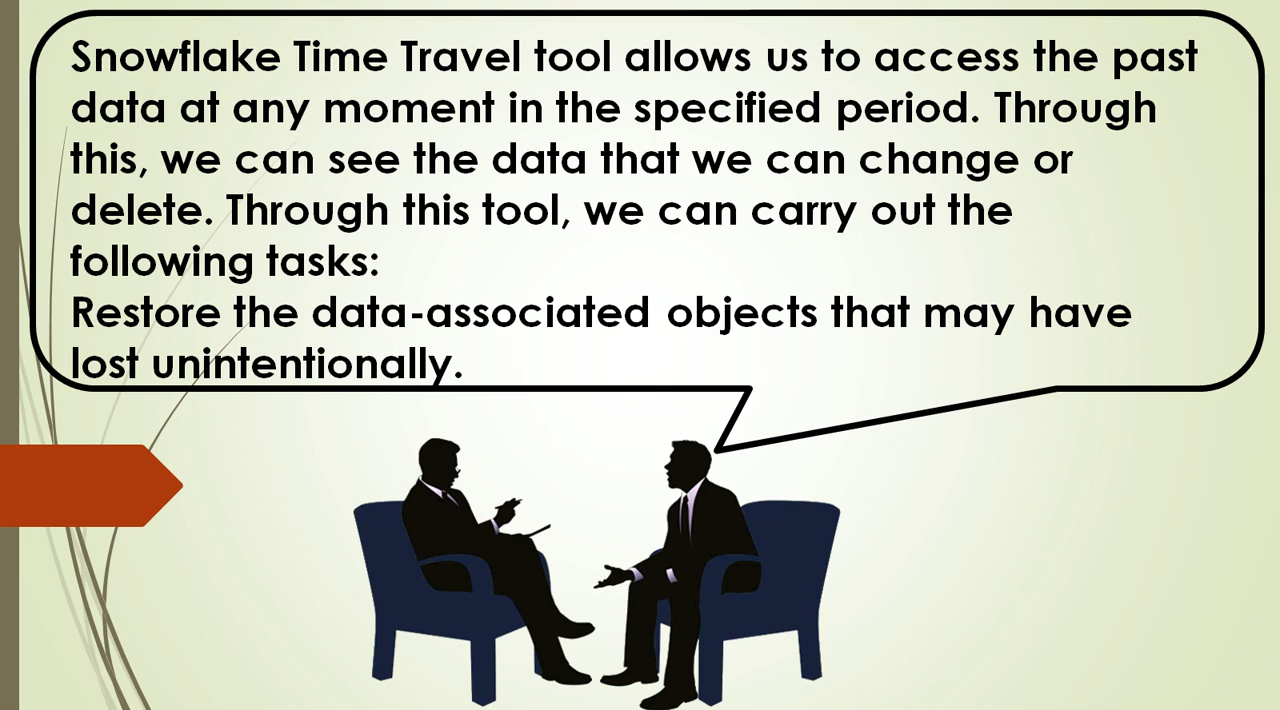 Snowflake Time Travel tool allows us to access the past
data at any moment in the specified period. Through
this, we can see the data that we can change or
delete. Through this tool, we can carry out the
following tasks:
Restore the data-associated objects that may have
lost unintentionally.